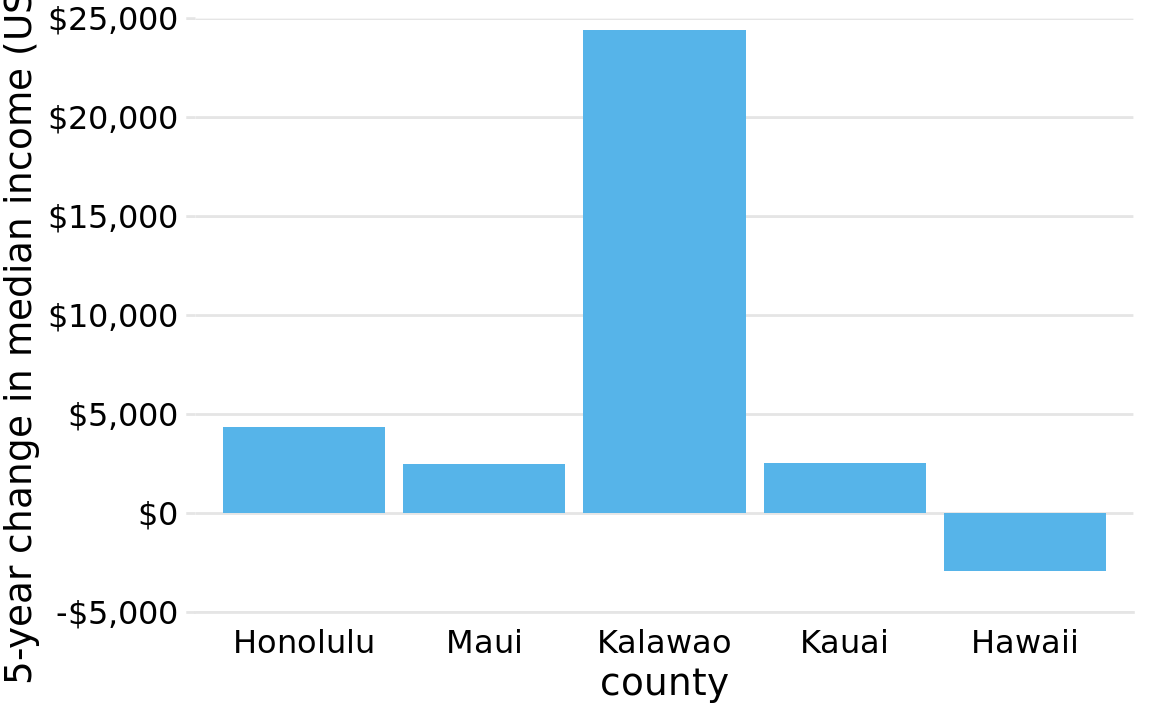 5-year change in median income (US
$25,000
$20,000
$15,000
$10,000
$5,000
$0
-$5,000
Honolulu Maui Kalawao Kauai Hawaii
county